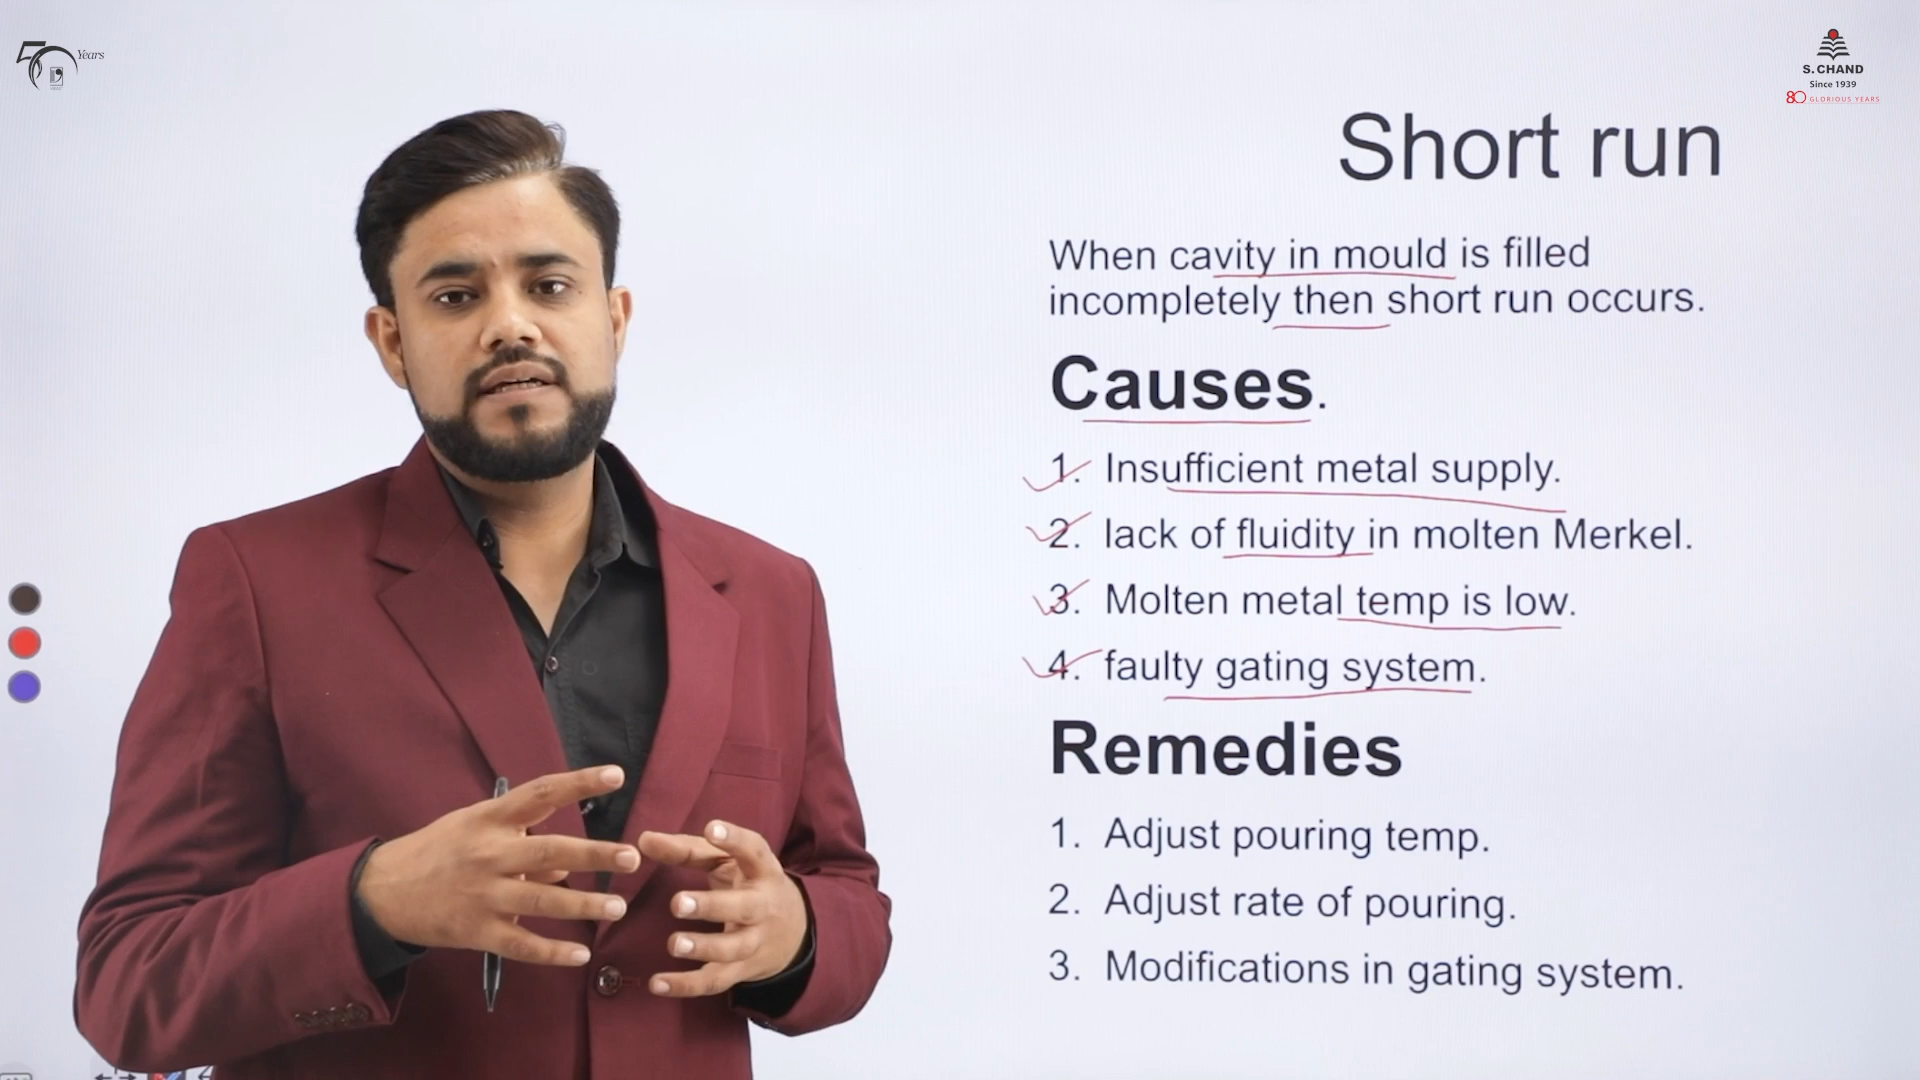 50 Years
S. CHAND
Since 1939
80 GLORIOUS YEARS
Short run
When cavity in mould is filled
incompletely then short run occurs.
Causes.
1. Insufficient metal supply.
2. lack of fluidity in molten Merkel.
3. Molten metal temp is low.
4. faulty gating system.
Remedies
1. Adjust pouring temp.
2. Adjust rate of pouring.
3. Modifications in gating system.